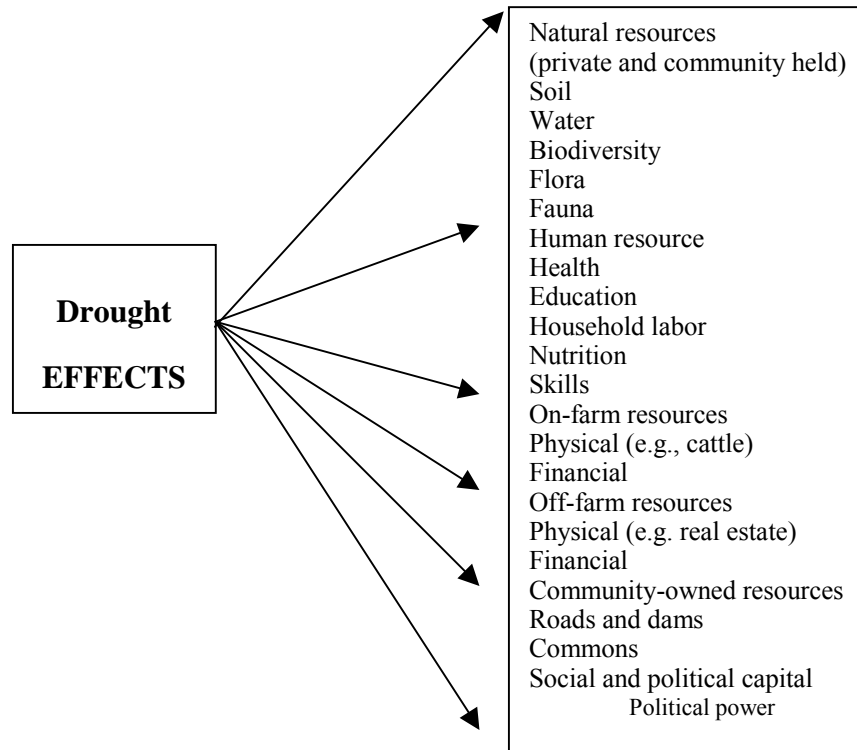 Drought
EFFECTS
Natural resources
(private and community held)
Soil
Water
Biodiversity
Flora
Fauna
Human resource
Health
Education
Household labor
Nutrition
Skills
On-farm resources
Physical (e.g., cattle)
Financial
Off-farm resources
Physical (e.g. real estate)
Financial
Community-owned resources
Roads and dams
Commons
Social and political capital
Political power